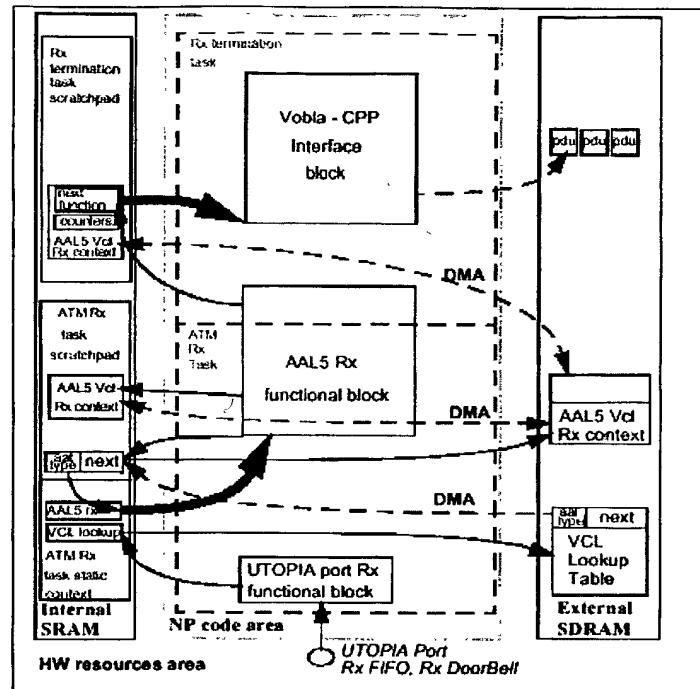 Rx
termination
task
scratchpad
next
function
counters
AAL5 Vcl
Rx context
ATM Rx
task
scratchpad
AAL5 Vcl
Rx context
aal
type
next
AAL5 rx
VCL lookup
ATM Rx
task static
context
Internal
SRAM
Rx termination
task
Vobla - CPP
Interface
block
DMA
ATM
Rx
Task
AAL5 Rx
functional block
DMA
DMA
UTOPIA port Rx
functional block
NP code area
pdu pdu pdu
AAL5 Vcl
Rx context
aal
type
next
VCL
Lookup
Table
External
SDRAM
HW resources area
UTOPIA Port
Rx FIFO, Rx DoorBell